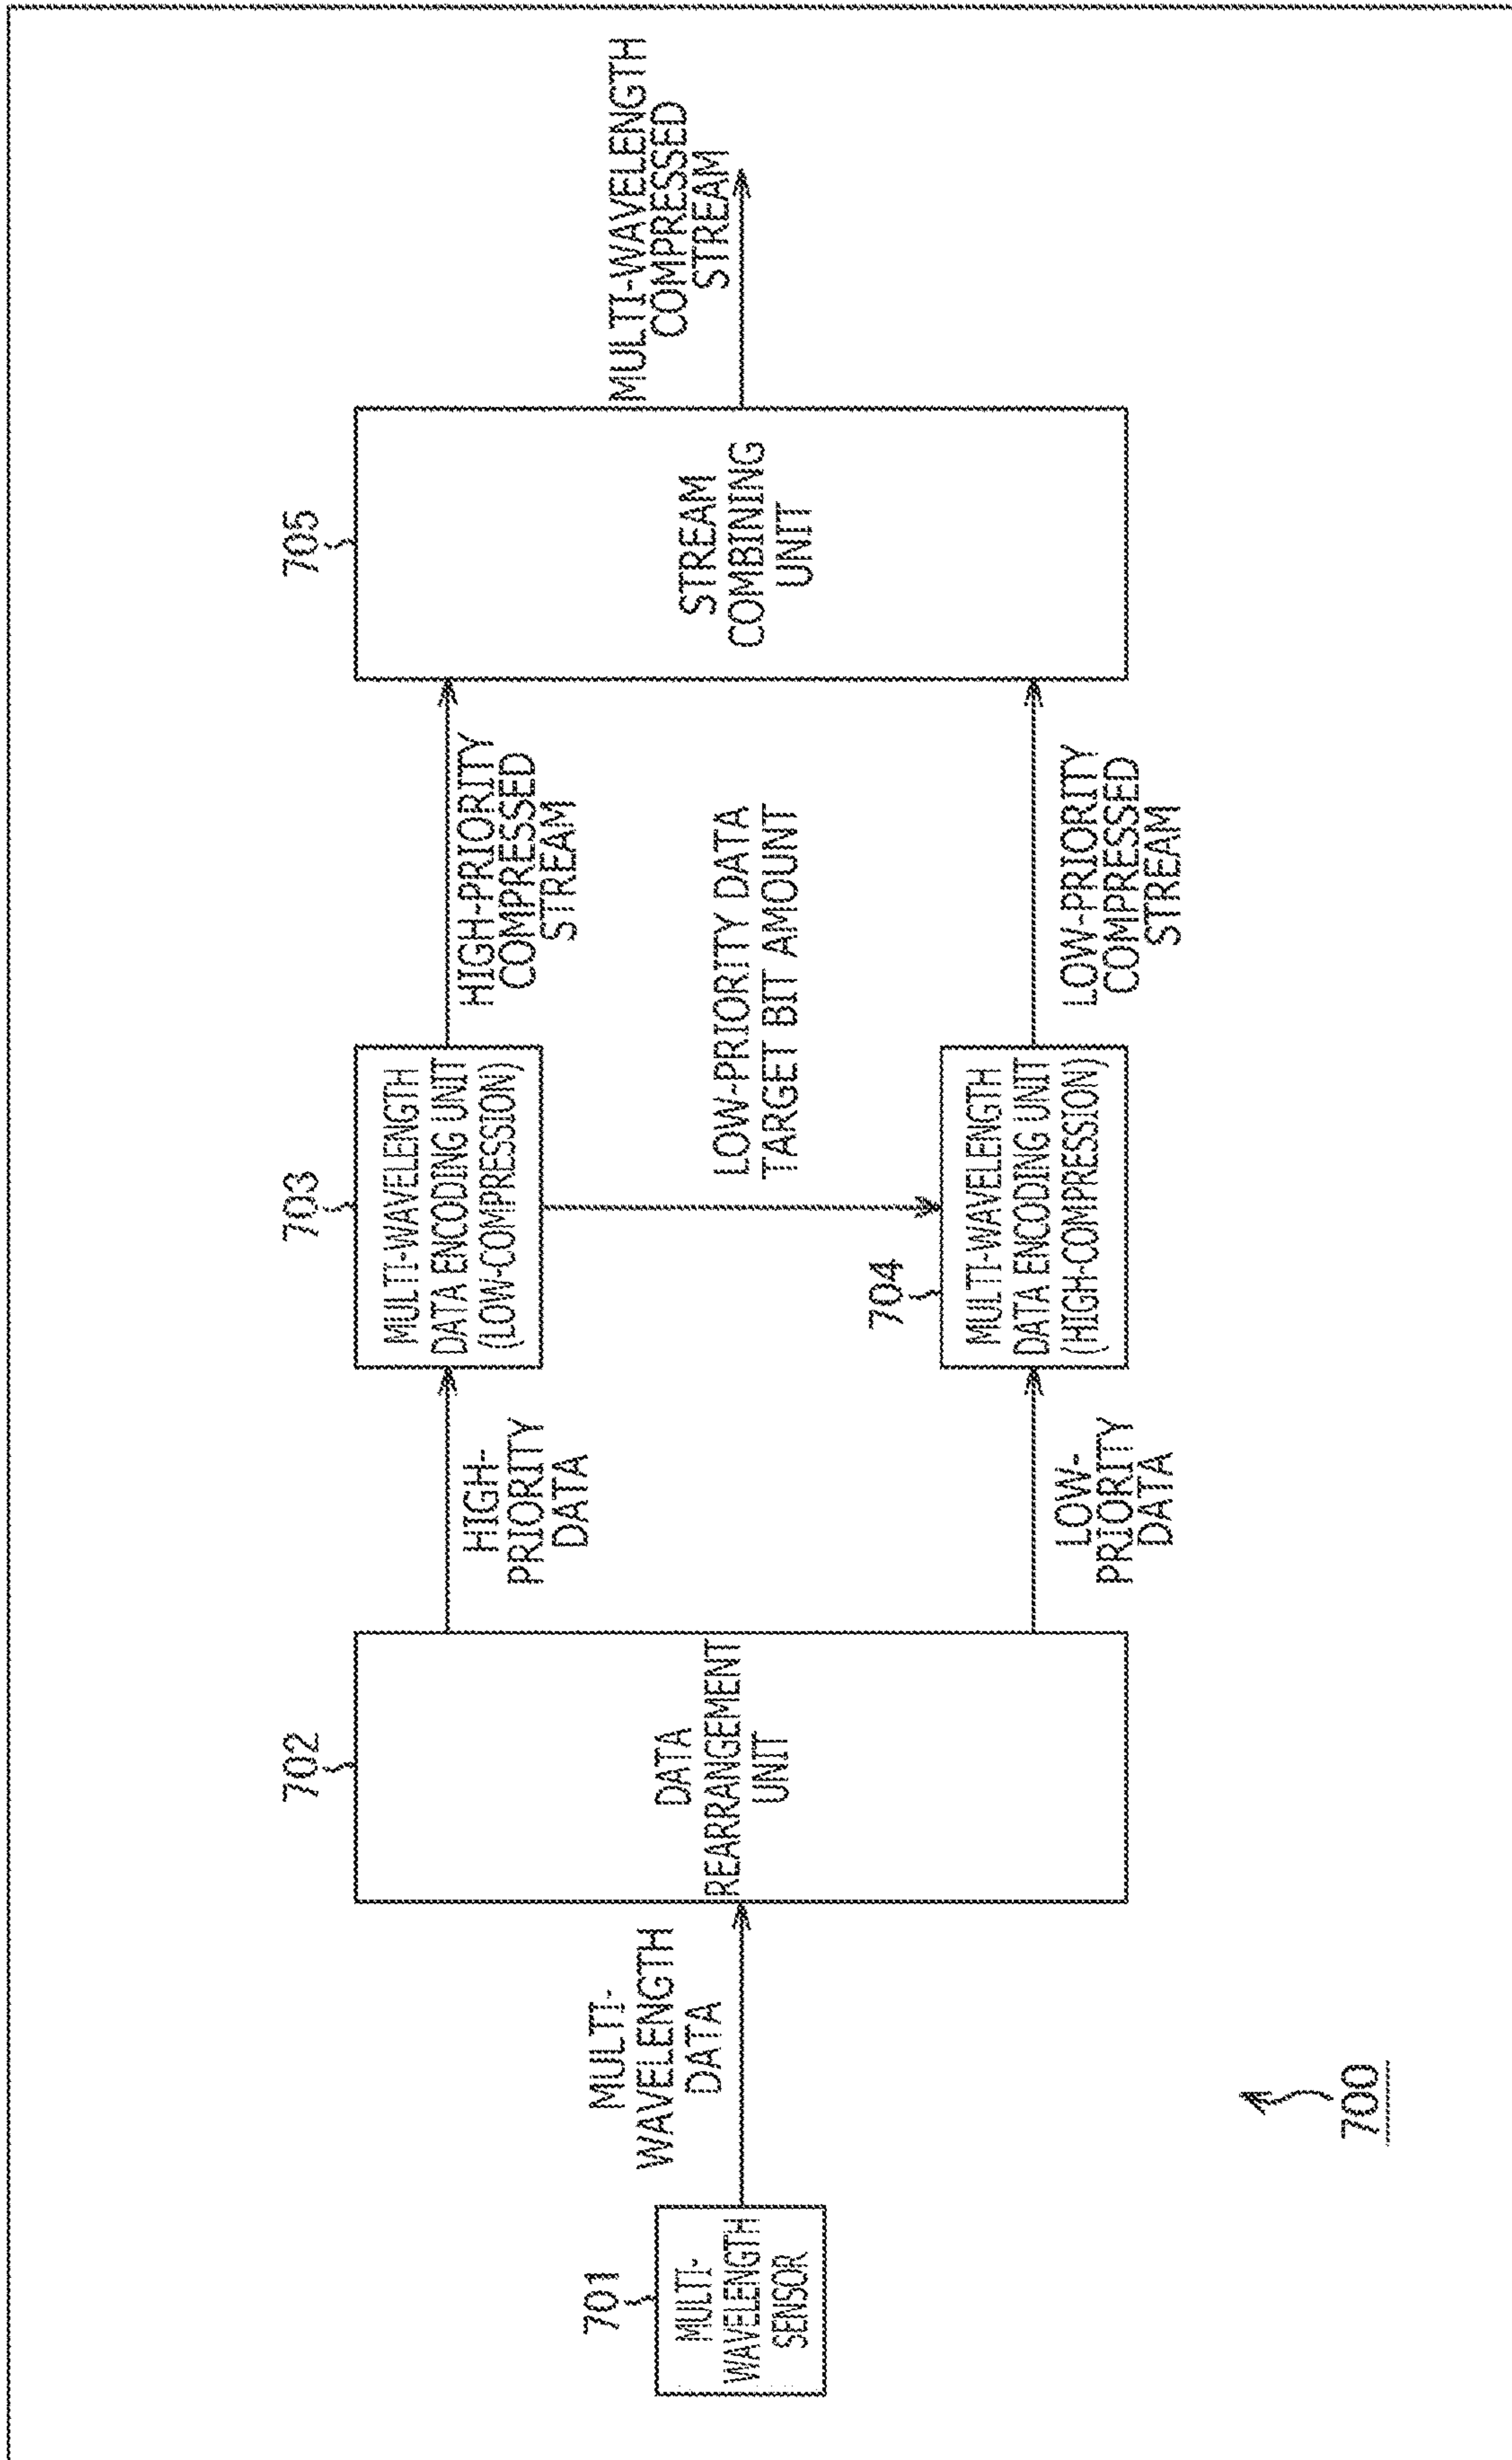 701
MULTI-
WAVELENGTH
SENSOR
MULTI-
WAVELENGTH
DATA
702
DATA
REARRANGEMENT
UNIT
HIGH-
PRIORITY
DATA
LOW-
PRIORITY
DATA
703
MULTI-WAVELENGTH
DATA ENCODING UNIT
(LOW-COMPRESSION)
704
MULTI-WAVELENGTH
DATA ENCODING UNIT
(HIGH-COMPRESSION)
LOW-PRIORITY DATA
TARGET BIT AMOUNT
HIGH-PRIORITY
COMPRESSED
STREAM
LOW-PRIORITY
COMPRESSED
STREAM
705
STREAM
COMBINING
UNIT
MULTI-WAVELENGTH
COMPRESSED
STREAM
700